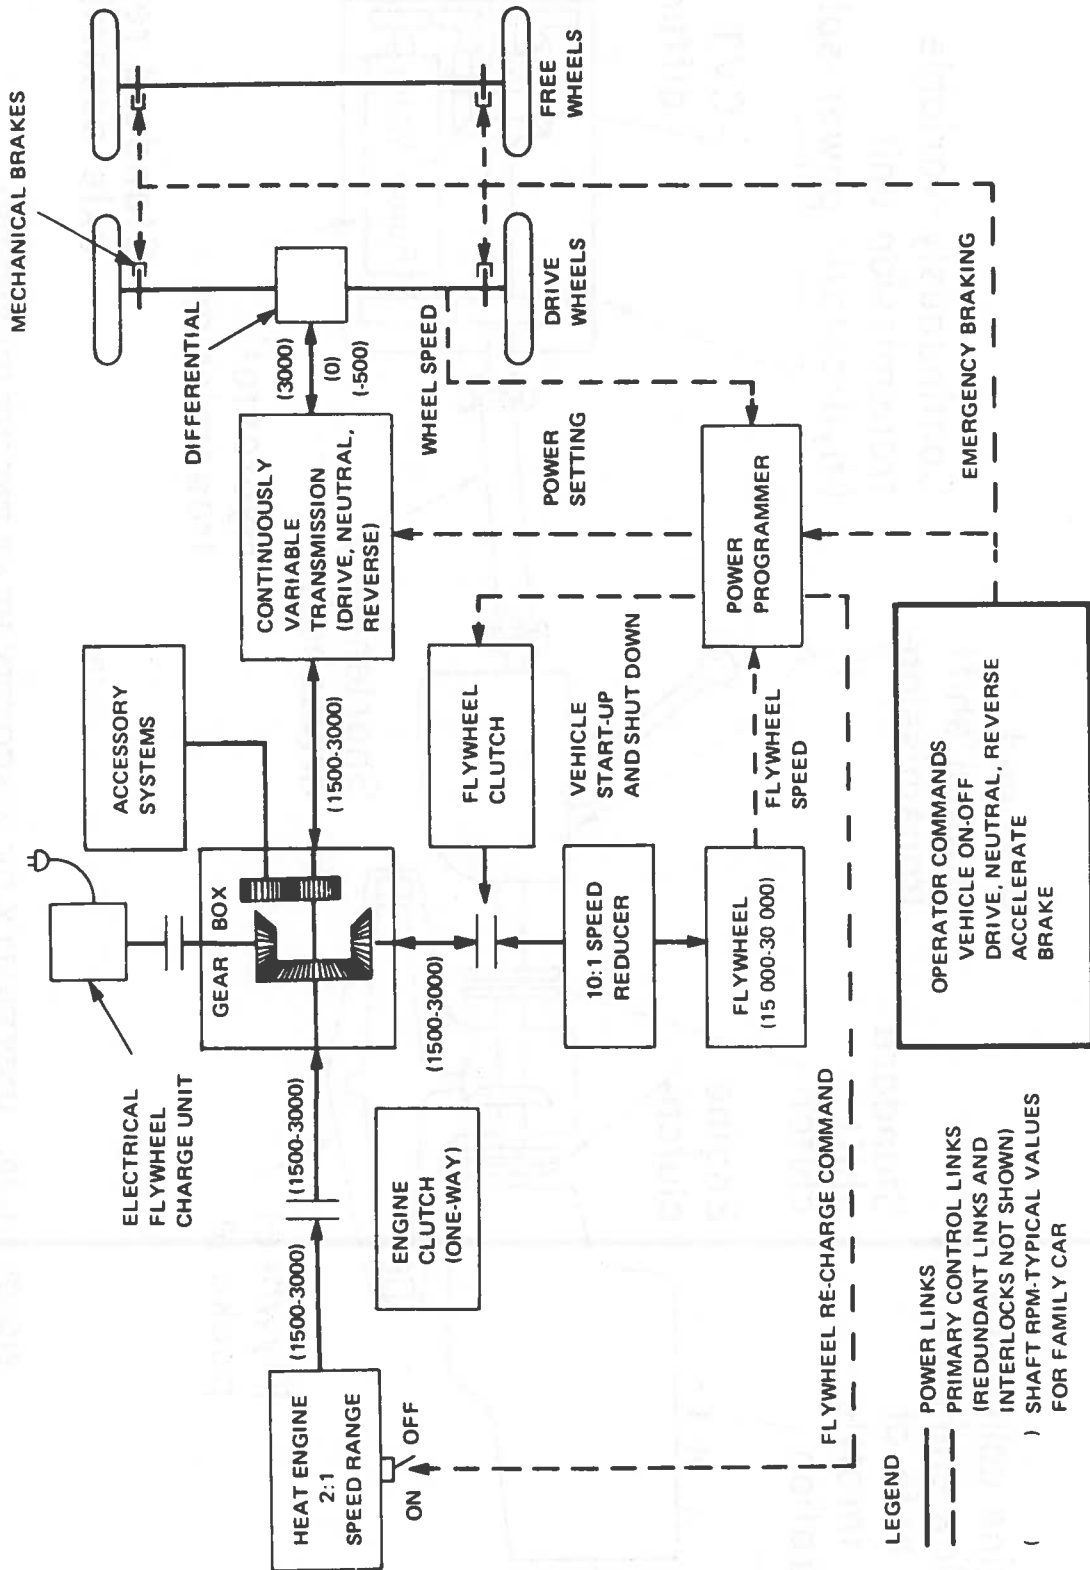 MECHANICAL BRAKES
FREE WHEELS
DRIVE
WHEELS
DIFFERENTIAL
(3000)
(0)
(-500)
WHEEL SPEED
EMERGENCY BRAKING
CONTINUOUSLY
VARIABLE
TRANSMISSION
(DRIVE, NEUTRAL,
REVERSE)
POWER
SETTING
POWER
PROGRAMMER
ACCESSORY
SYSTEMS
(1500-3000)
FLYWHEEL
CLUTCH
VEHICLE
START-UP
AND SHUT DOWN
FLYWHEEL
SPEED
OPERATOR COMMANDS
VEHICLE ON-OFF
DRIVE, NEUTRAL, REVERSE
ACCELERATE
BRAKE
GEAR BOX
(1500-3000)
10:1 SPEED
REDUCER
FLYWHEEL
(15 000-30 000)
ELECTRICAL
FLYWHEEL
CHARGE UNIT
(1500-3000)
(1500-3000)
ENGINE
CLUTCH
(ONE-WAY)
FLYWHEEL RE-CHARGE COMMAND
HEAT ENGINE
2:1
SPEED RANGE
ON OFF
LEGEND
POWER LINKS
PRIMARY CONTROL LINKS
(REDUNDANT LINKS AND
INTERLOCKS NOT SHOWN)
( ) SHAFT RPM-TYPICAL VALUES
FOR FAMILY CAR